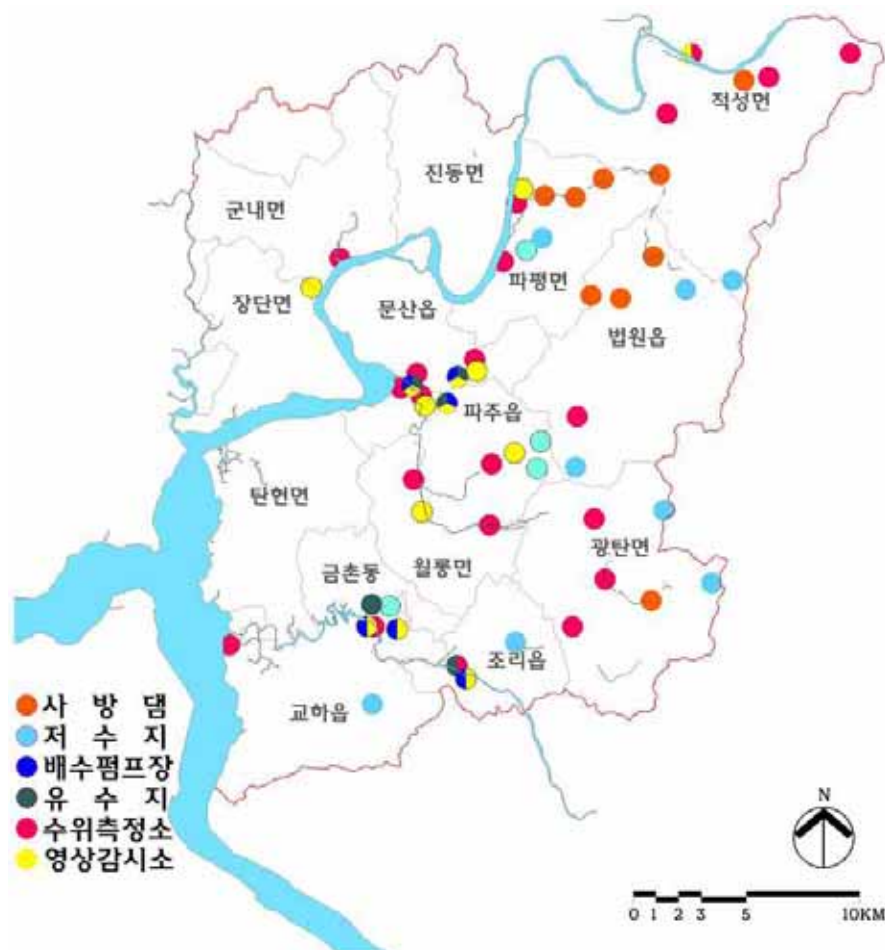 적성면
진동면
군내면
파평면
장단면
문산읍
법원읍
파주읍
탄현면
광탄면
금촌동
월롱면
조리읍
교하읍
사 방 댐
저 수 지
배수펌프장
유 수 지
수위측정소
영상감시소
N
0 1 2 3 5 10KM